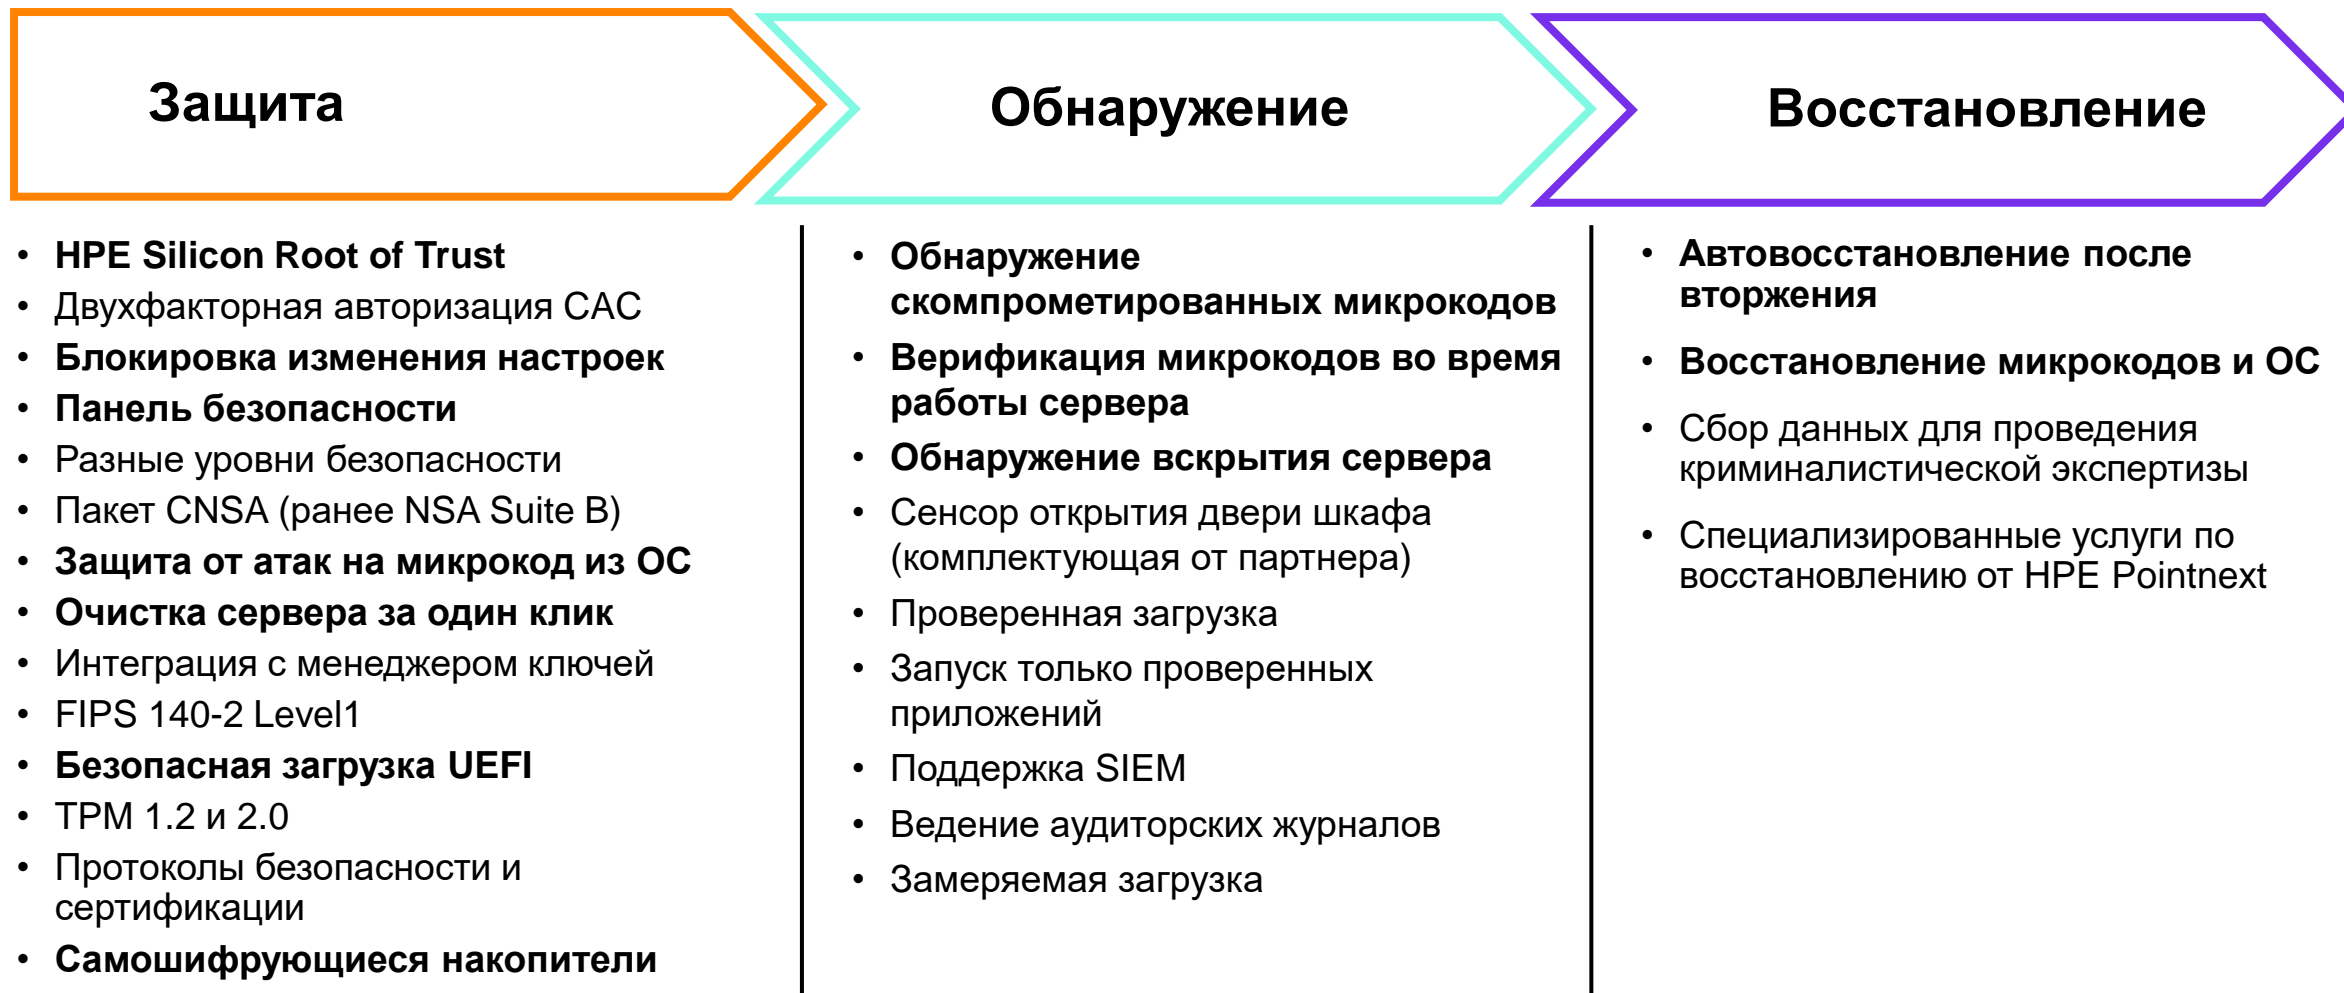 Защита
• HPE Silicon Root of Trust
• Двухфакторная авторизация CAC
• Блокировка изменения настроек
• Панель безопасности
• Разные уровни безопасности
• Пакет CNSA (ранее NSA Suite B)
• Защита от атак на микрокод из ОС
• Очистка сервера за один клик
• Интеграция с менеджером ключей
• FIPS 140-2 Level1
• Безопасная загрузка UEFI
• TPM 1.2 и 2.0
• Протоколы безопасности и
сертификации
• Самошифрующиеся накопители
Обнаружение
• Обнаружение
скомпрометированных микрокодов
• Верификация микрокодов во время
работы сервера
• Обнаружение вскрытия сервера
• Сенсор открытия двери шкафа
(комплектующая от партнера)
• Проверенная загрузка
• Запуск только проверенных
приложений
• Поддержка SIEM
• Ведение аудиторских журналов
• Замеряемая загрузка
Восстановление
• Автовосстановление после
вторжения
• Восстановление микрокодов и ОС
• Сбор данных для проведения
криминалистической экспертизы
• Специализированные услуги по
восстановлению от HPE Pointnext